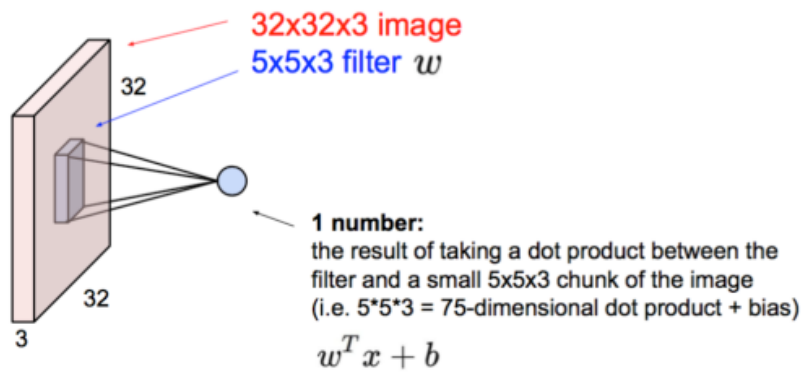 32x32x3 image
5x5x3 filter w
32
1 number:
the result of taking a dot product between the
filter and a small 5x5x3 chunk of the image
(i.e. 5*5*3 = 75-dimensional dot product + bias)
32
3
w^T x + b